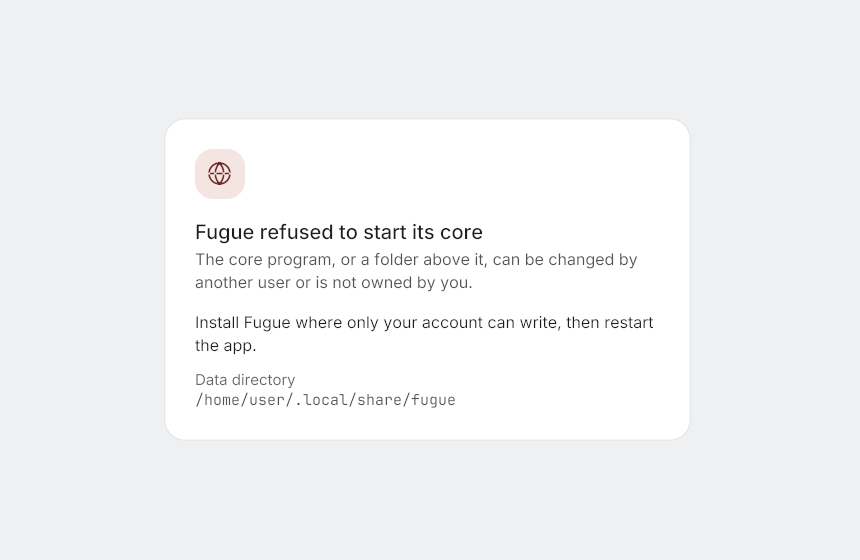 Fugue refused to start its core
The core program, or a folder above it, can be changed by
another user or is not owned by you.
Install Fugue where only your account can write, then restart
the app.
Data directory
/home/user/.local/share/fugue